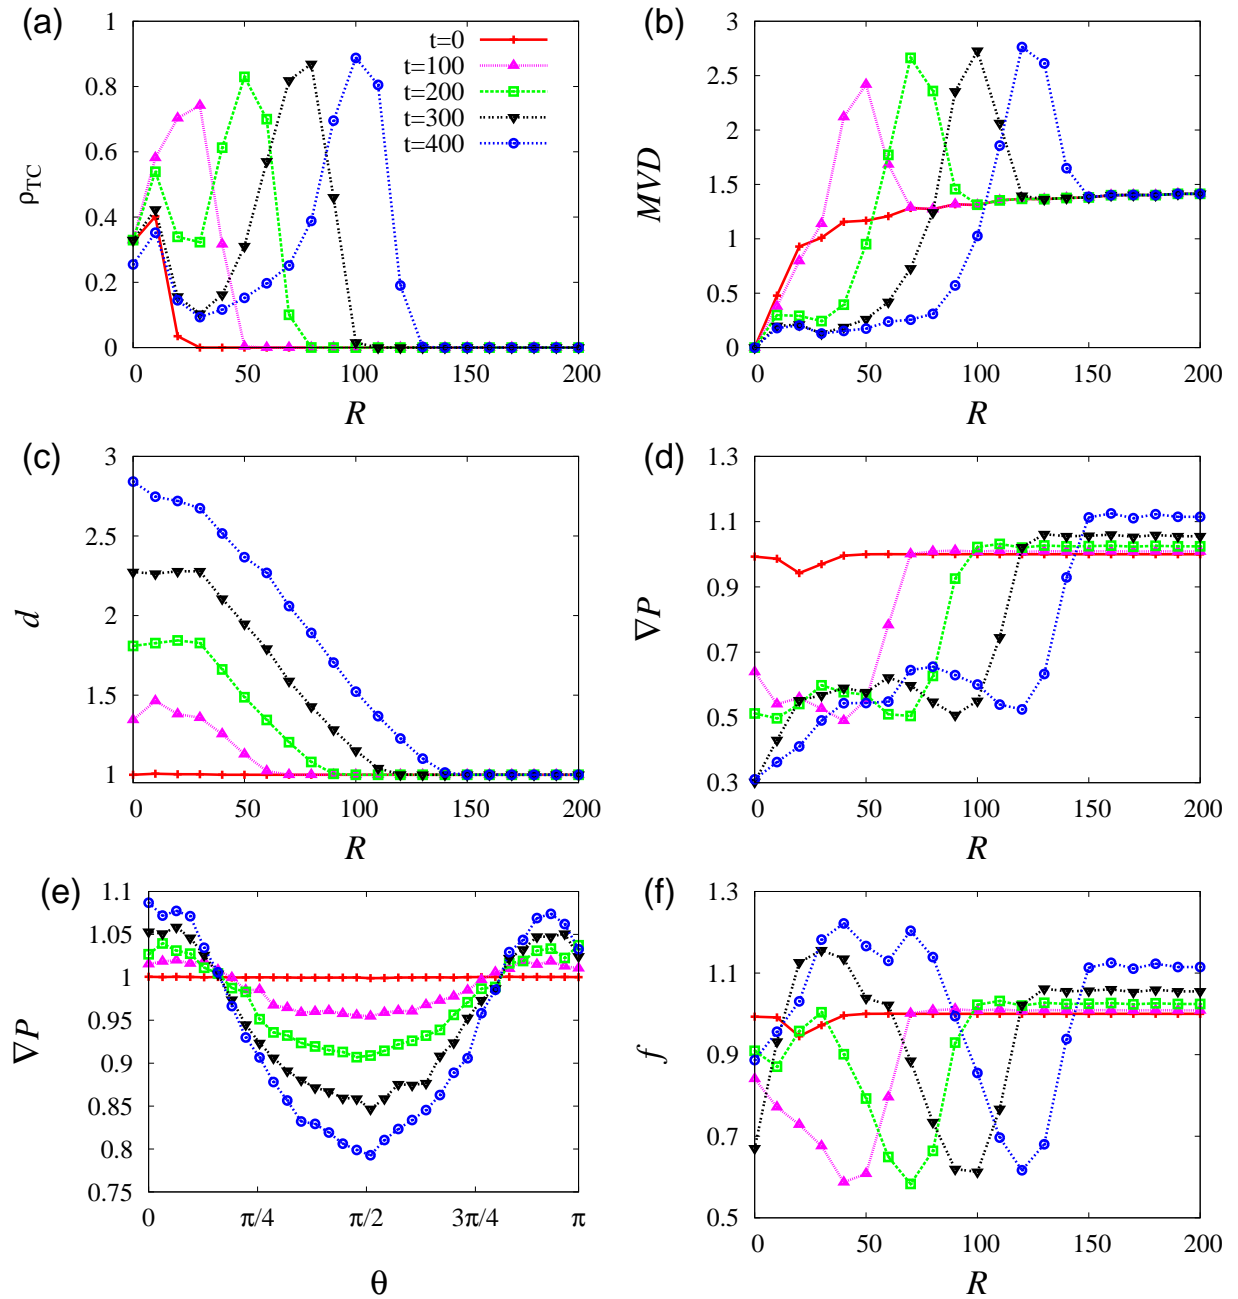 (a)
1
0.8
0.6
0.4
0.2
0
ρTC
t=0
t=100
t=200
t=300
t=400
0 50 100 150 200
R
(b)
3
2.5
2
1.5
1
0.5
0
MVD
0 50 100 150 200
R
(c)
3
2.5
2
1.5
1
d
0 50 100 150 200
R
(d)
1.3
1.1
0.9
0.7
0.5
0.3
∇P
0 50 100 150 200
R
(e)
1.1
1.05
1
0.95
0.9
0.85
0.8
0.75
∇P
0 π/4 π/2 3π/4 π
θ
(f)
1.3
1.1
0.9
0.7
0.5
f
0 50 100 150 200
R